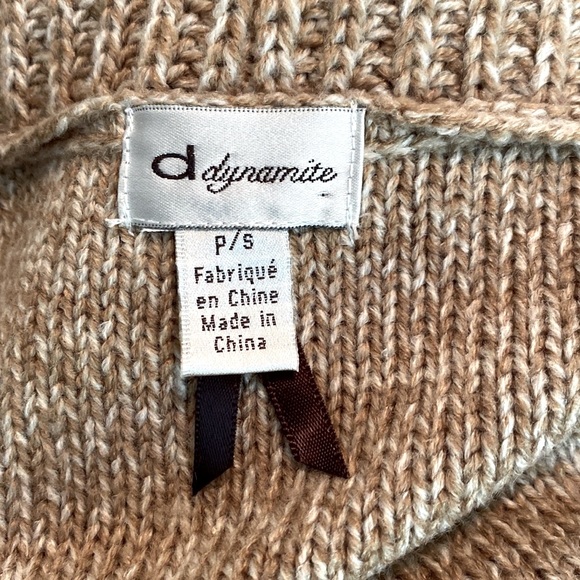 d dynamite
P/S
Fabriqué
en Chine
Made in
China